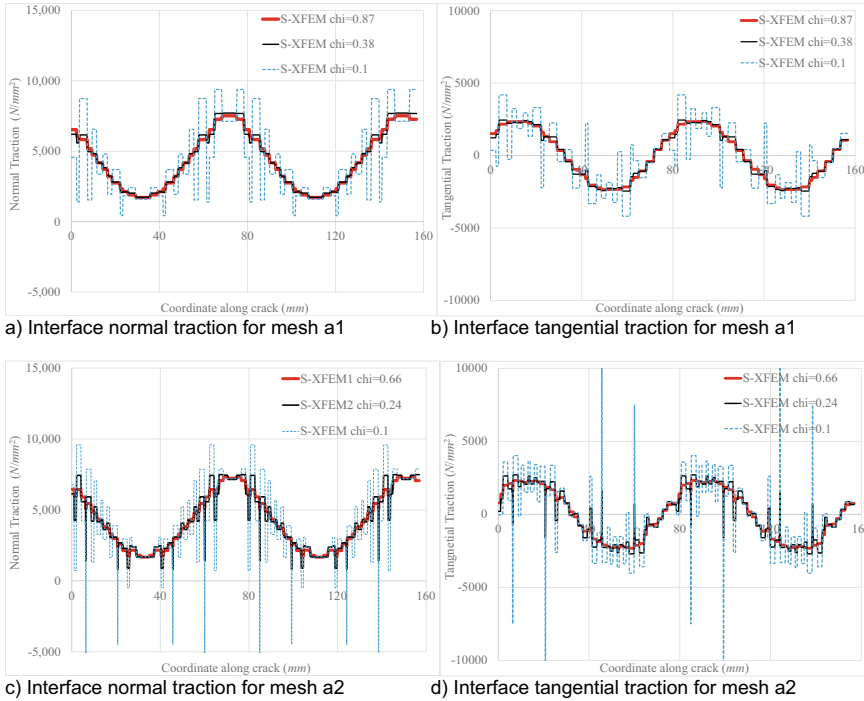 15,000
S-XFEM chi=0.87
S-XFEM chi=0.38
S-XFEM chi=0.1
10,000
5,000
0
-5,000
0
40
80
120
160
Normal Traction (N/mm²)
Coordinate along crack (mm)
a) Interface normal traction for mesh a1
10000
S-XFEM chi=0.87
S-XFEM chi=0.38
S-XFEM chi=0.1
5000
0
-5000
-10000
0
80
120
160
Tangential Traction (N/mm²)
Coordinate along crack (mm)
b) Interface tangential traction for mesh a1
15,000
S-XFEM1 chi=0.66
S-XFEM2 chi=0.24
S-XFEM chi=0.1
10,000
5,000
0
-5,000
0
40
80
120
160
Normal Traction (N/mm²)
Coordinate along crack (mm)
c) Interface normal traction for mesh a2
10000
S-XFEM chi=0.66
S-XFEM chi=0.24
S-XFEM chi=0.1
5000
0
-5000
-10000
0
40
80
120
16
Tangnetial Traction (N/mm²)
Coordinate along crack (mm)
d) Interface tangential traction for mesh a2